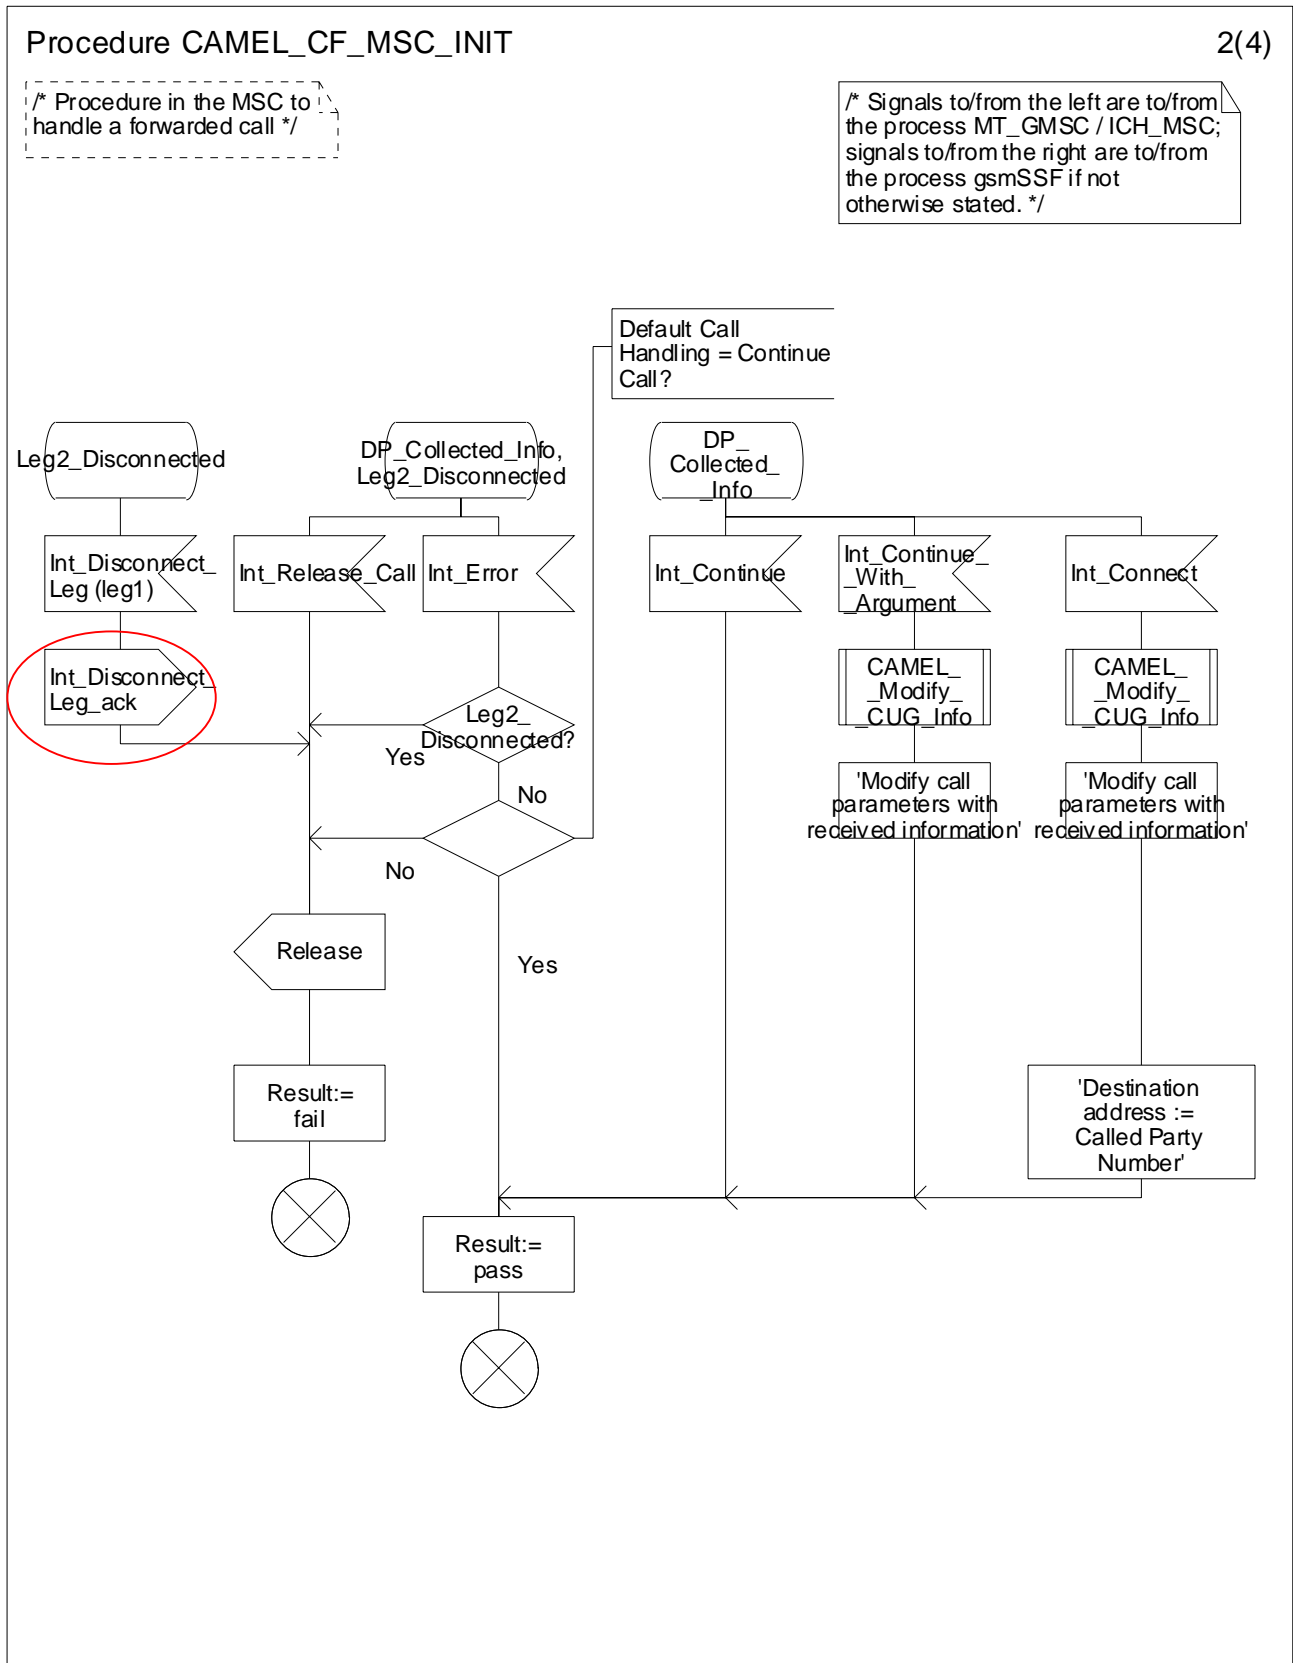 Procedure CAMEL_CF_MSC_INIT
2(4)
/* Procedure in the MSC to
handle a forwarded call */
/* Signals to/from the left are to/from
the process MT_GMSC / ICH_MSC;
signals to/from the right are to/from
the process gsmSSF if not
otherwise stated. */
Default Call
Handling = Continue
Call?
Leg2_Disconnected
DP_Collected_Info,
Leg2_Disconnected
DP_
Collected_
_Info
Int_Disconnect_
Leg (leg1)
Int_Release_Call
Int_Error
Int_Continue
Int_Continue_
_With_
_Argument
Int_Connect
Int_Disconnect_
Leg_ack
Leg2_
Disconnected?
CAMEL_
_Modify_
_CUG_Info
CAMEL_
_Modify_
_CUG_Info
Yes
No
'Modify call
parameters with
received information'
'Modify call
parameters with
received information'
No
Yes
Release
Result:=
fail
'Destination
address :=
Called Party
Number'
Result:=
pass